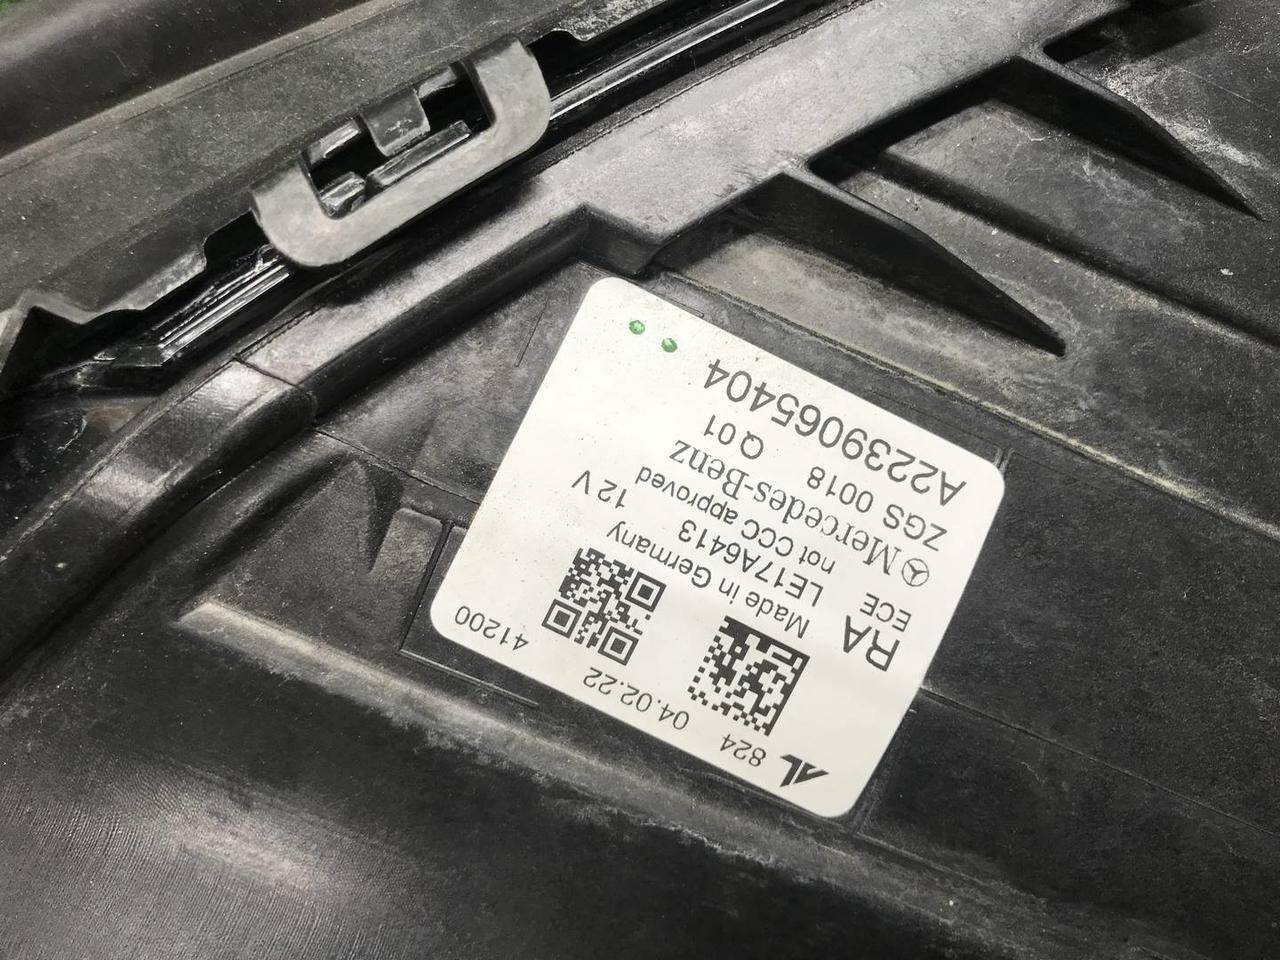 A2239065404
ZGS 0018 Q 01
Mercedes-Benz
not CCC approved
ECE LE17A6413 12 V
RA Made in Germany
AL 824 04.02.22 41200